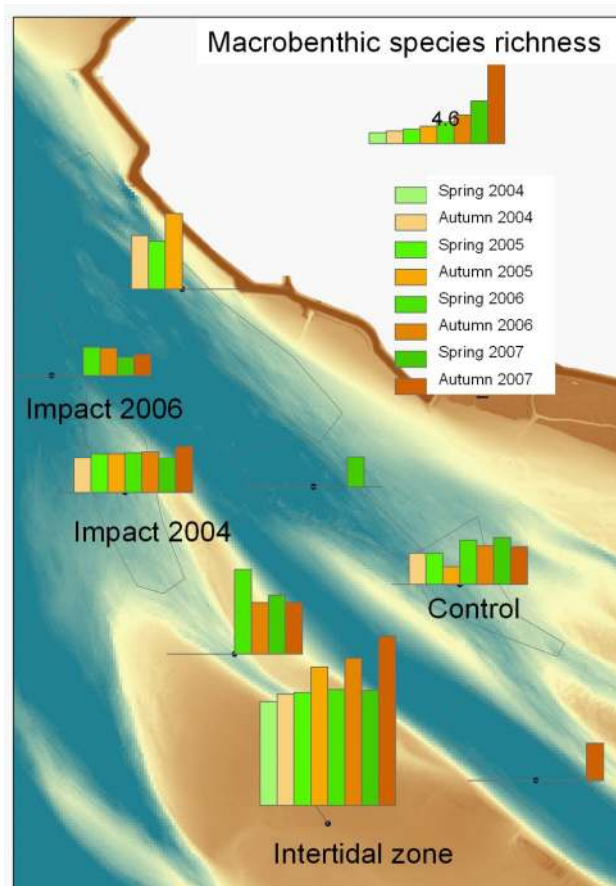 Macrobenthic species richness
4.6
Spring 2004
Autumn 2004
Spring 2005
Autumn 2005
Spring 2006
Autumn 2006
Spring 2007
Autumn 2007
Impact 2006
Impact 2004
Control
Intertidal zone